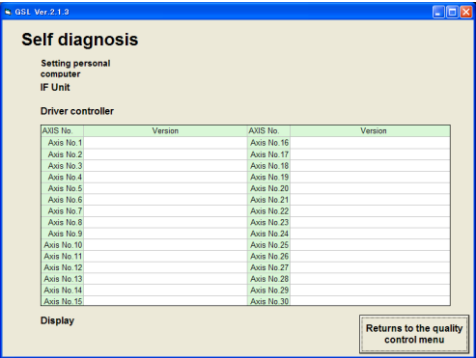 GSL Ver.2.1.3
Self diagnosis
Setting personal
computer
IF Unit
Driver controller
AXIS No. Version AXIS No. Version
Axis No.1 Axis No.16
Axis No.2 Axis No.17
Axis No.3 Axis No.18
Axis No.4 Axis No.19
Axis No.5 Axis No.20
Axis No.6 Axis No.21
Axis No.7 Axis No.22
Axis No.8 Axis No.23
Axis No.9 Axis No.24
Axis No.10 Axis No.25
Axis No.11 Axis No.26
Axis No.12 Axis No.27
Axis No.13 Axis No.28
Axis No.14 Axis No.29
Axis No.15 Axis No.30
Display
Returns to the quality
control menu